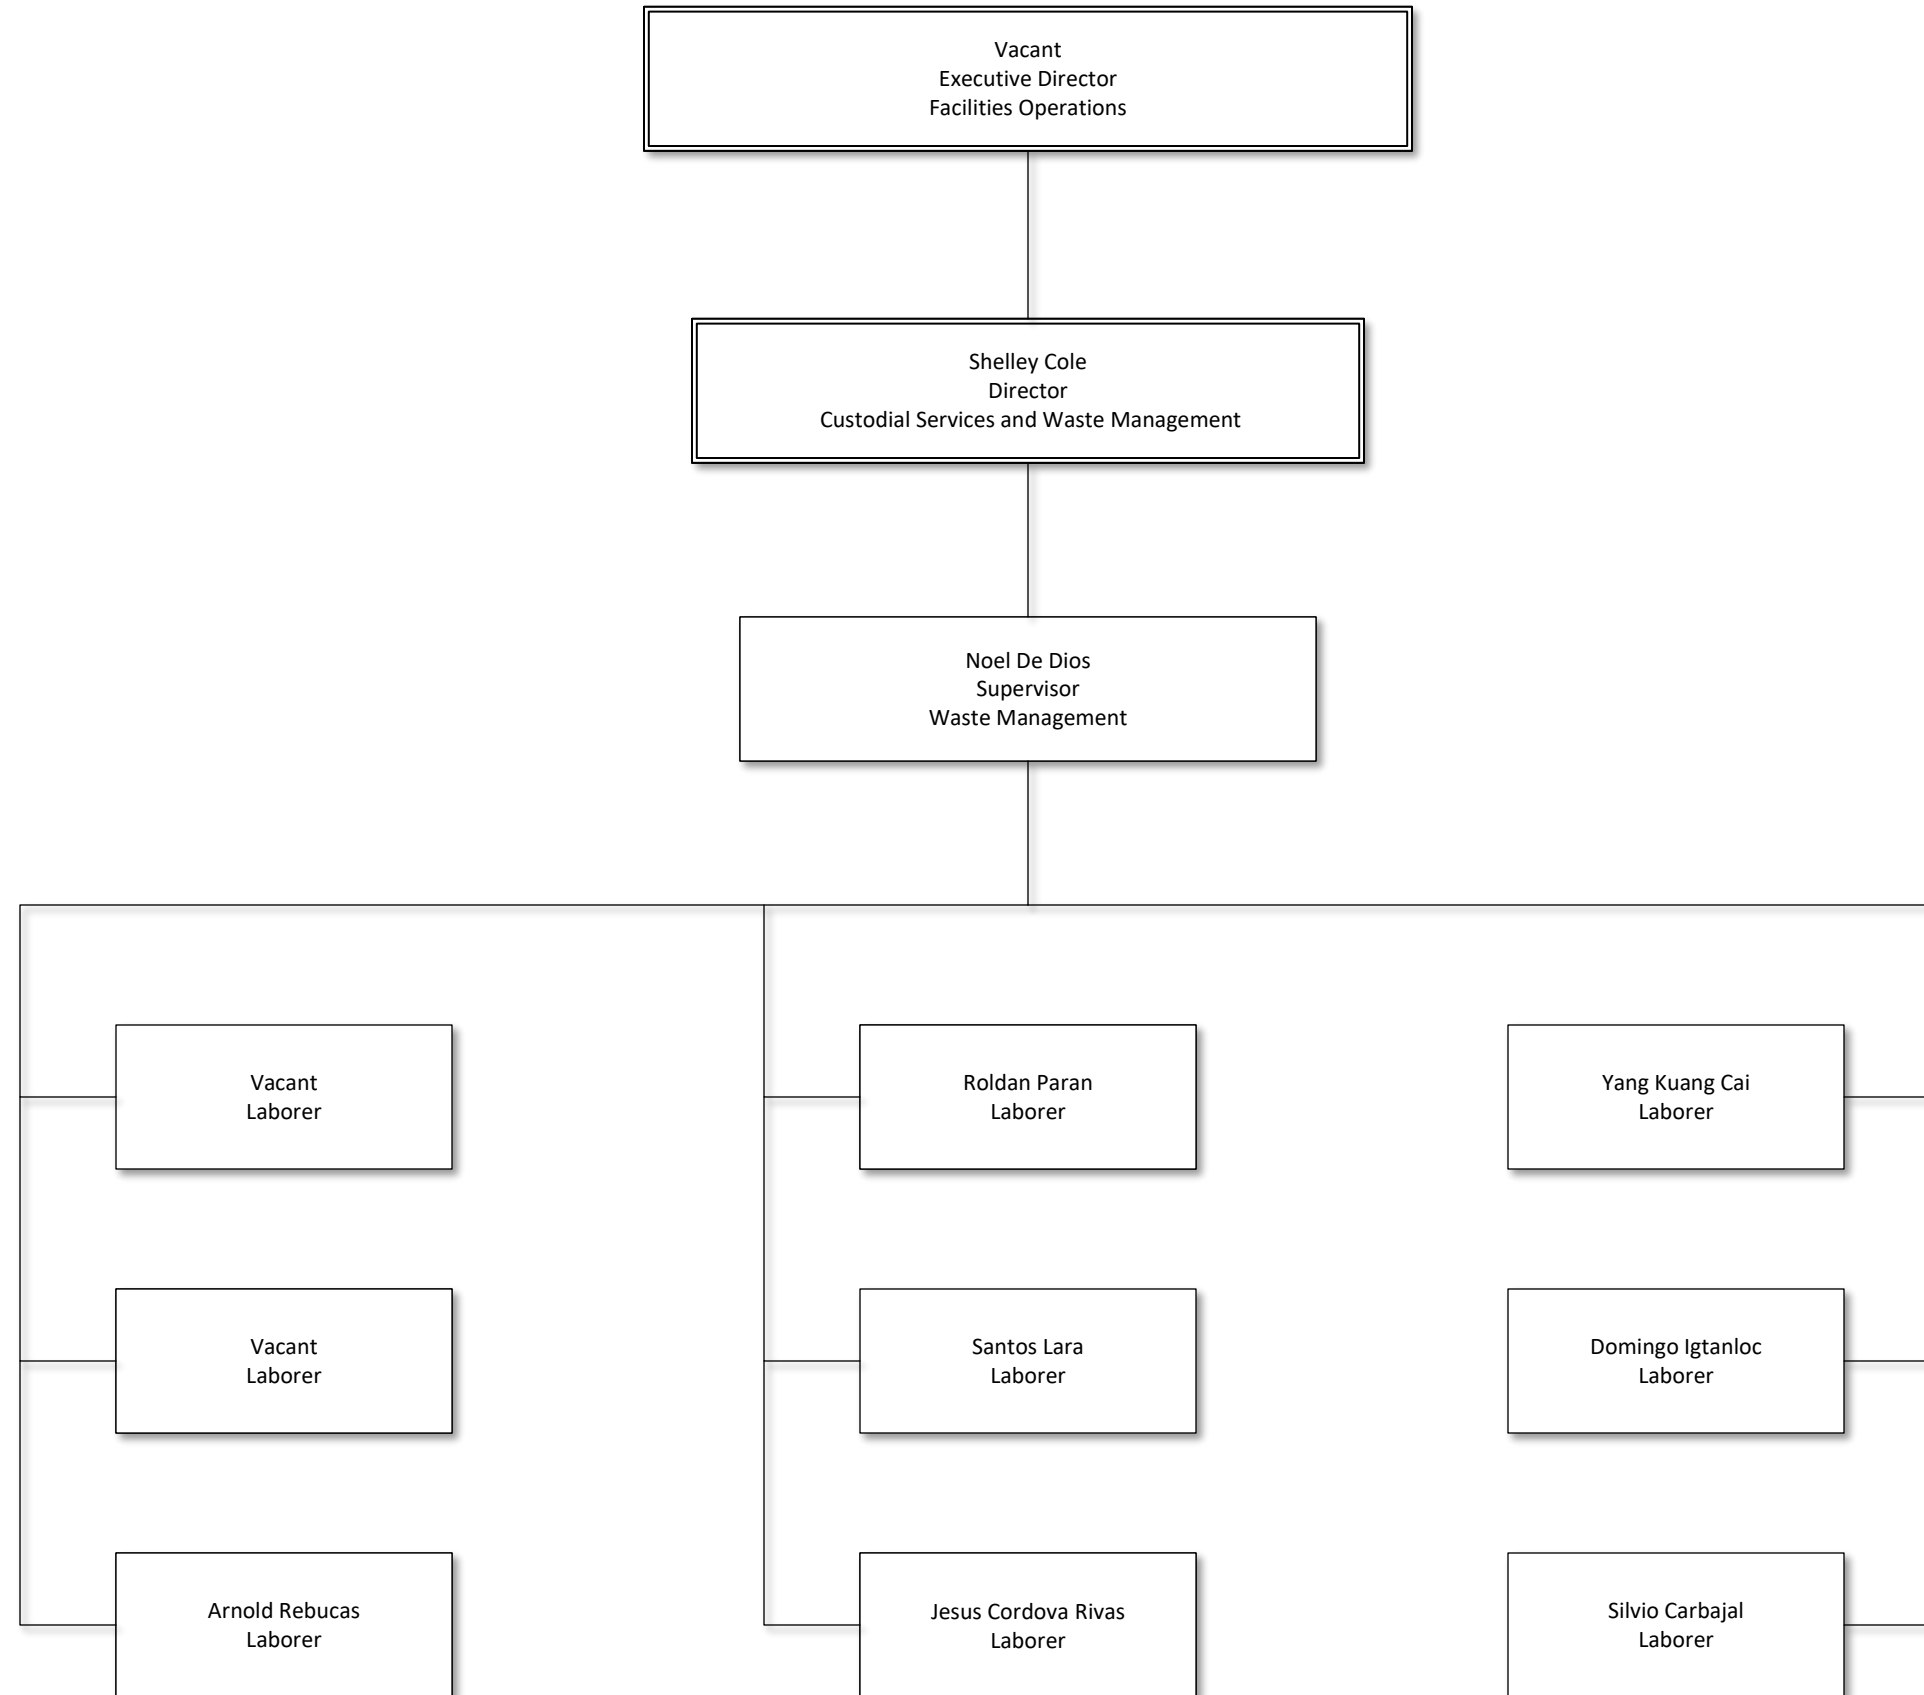 Vacant
Executive Director
Facilities Operations
Shelley Cole
Director
Custodial Services and Waste Management
Noel De Dios
Supervisor
Waste Management
Vacant
Laborer
Roldan Paran
Laborer
Yang Kuang Cai
Laborer
Vacant
Laborer
Santos Lara
Laborer
Domingo Igtanloc
Laborer
Arnold Rebucas
Laborer
Jesus Cordova Rivas
Laborer
Silvio Carbajal
Laborer